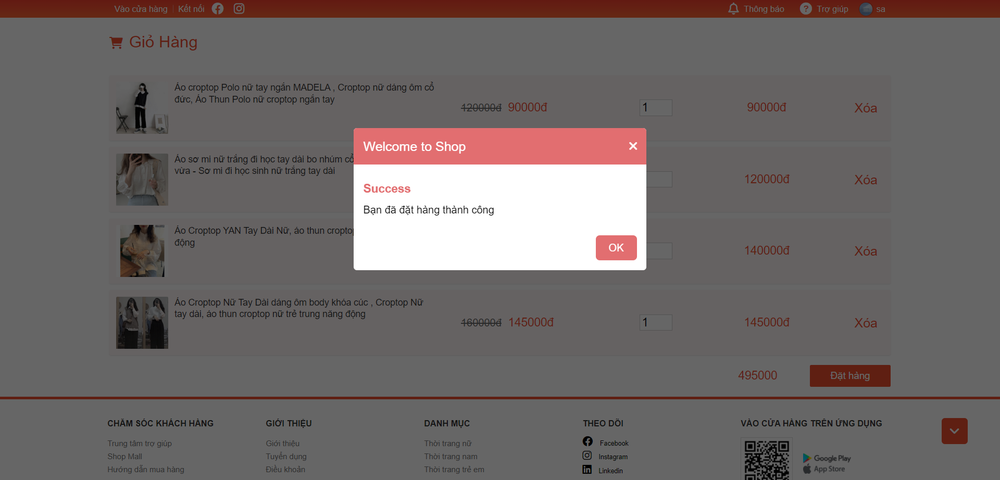 Vào cửa hàng
Kết nối
Thông báo
Trợ giúp
sa
Giỏ Hàng
Áo croptop Polo nữ tay ngắn MADELA , Croptop nữ dáng ôm cổ
đức, Áo Thun Polo nữ croptop ngắn tay
120000đ 90000đ
1
90000đ
Xóa
Welcome to Shop
Success
Bạn đã đặt hàng thành công
OK
Áo sơ mi nữ trắng đi học tay dài bo nhúm cổ
vừa - Sơ mi đi học sinh nữ trắng tay dài
120000đ
Xóa
Áo Croptop YAN Tay Dài Nữ, áo thun croptop
động
140000đ
Xóa
Áo Croptop Nữ Tay Dài dáng ôm body khóa cúc , Croptop Nữ
tay dài, áo thun croptop nữ trẻ trung năng động
160000đ 145000đ
1
145000đ
Xóa
495000
Đặt hàng
CHĂM SÓC KHÁCH HÀNG
Trung tâm trợ giúp
Shop Mall
Hướng dẫn mua hàng
GIỚI THIỆU
Giới thiệu
Tuyển dụng
Điều khoản
DANH MỤC
Thời trang nữ
Thời trang nam
Thời trang trẻ em
THEO DÕI
Facebook
Instagram
Linkedin
VÀO CỬA HÀNG TRÊN ỨNG DỤNG
Google Play
App Store